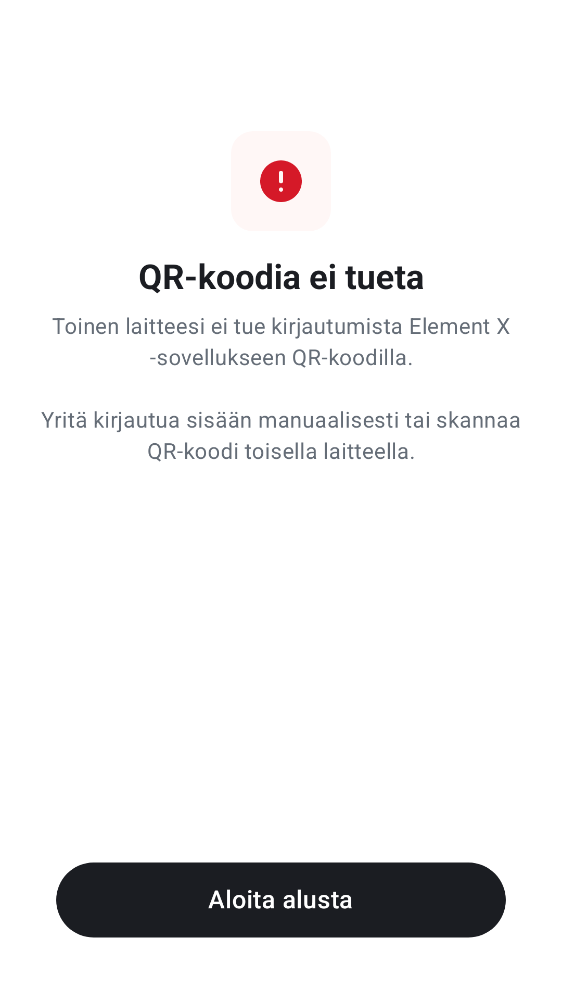 QR-koodia ei tueta
Toinen laitteesi ei tue kirjautumista Element X
-sovellukseen QR-koodilla.
Yritä kirjautua sisään manuaalisesti tai skannaa
QR-koodi toisella laitteella.
Aloita alusta